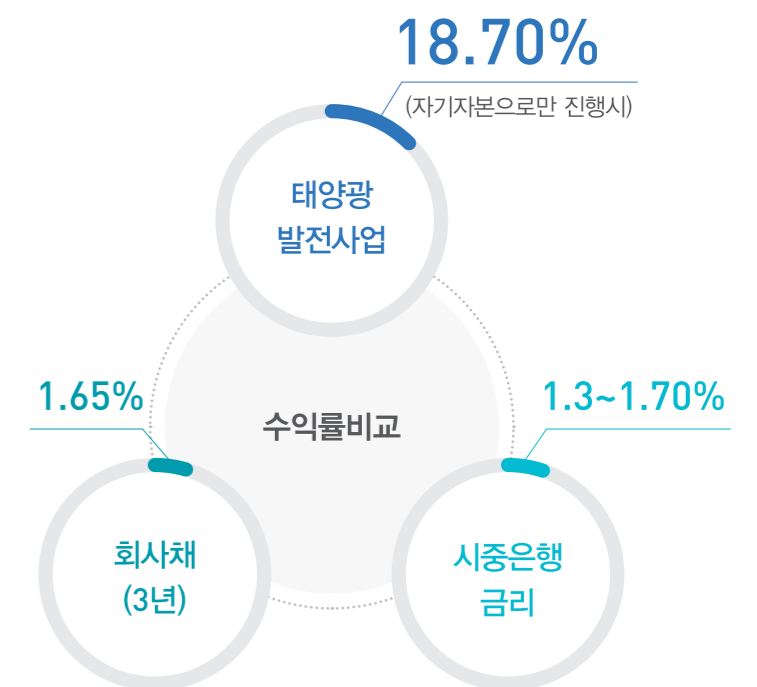 18.70%
(자기자본으로만 진행시)
태양광
발전사업
1.65%
1.3~1.70%
수익률비교
회사채
(3년)
시중은행
금리